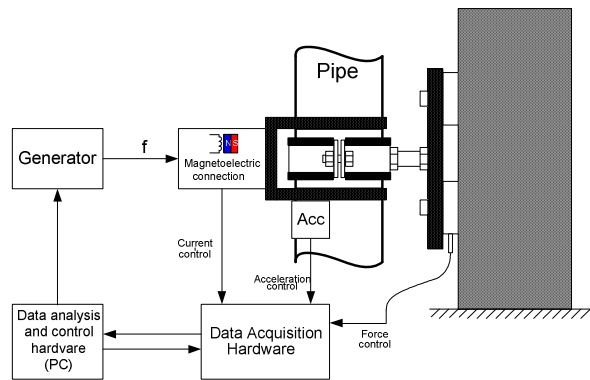 Pipe
Generator
f
N S
Magnetoelectric
connection
Acc
Current
control
Acceleration
control
Data analysis
and control
hardvare
(PC)
Data Acquisition
Hardware
Force
control